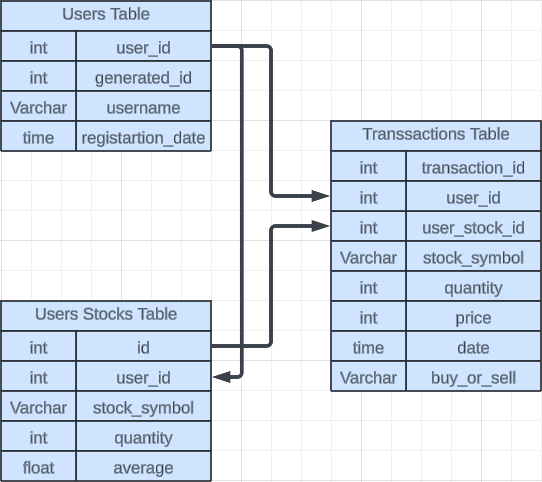 Users Table
int user_id
int generated_id
Varchar username
time registartion_date
Transsactions Table
int transaction_id
int user_id
int user_stock_id
Varchar stock_symbol
int quantity
int price
time date
Varchar buy_or_sell
Users Stocks Table
int id
int user_id
Varchar stock_symbol
int quantity
float average